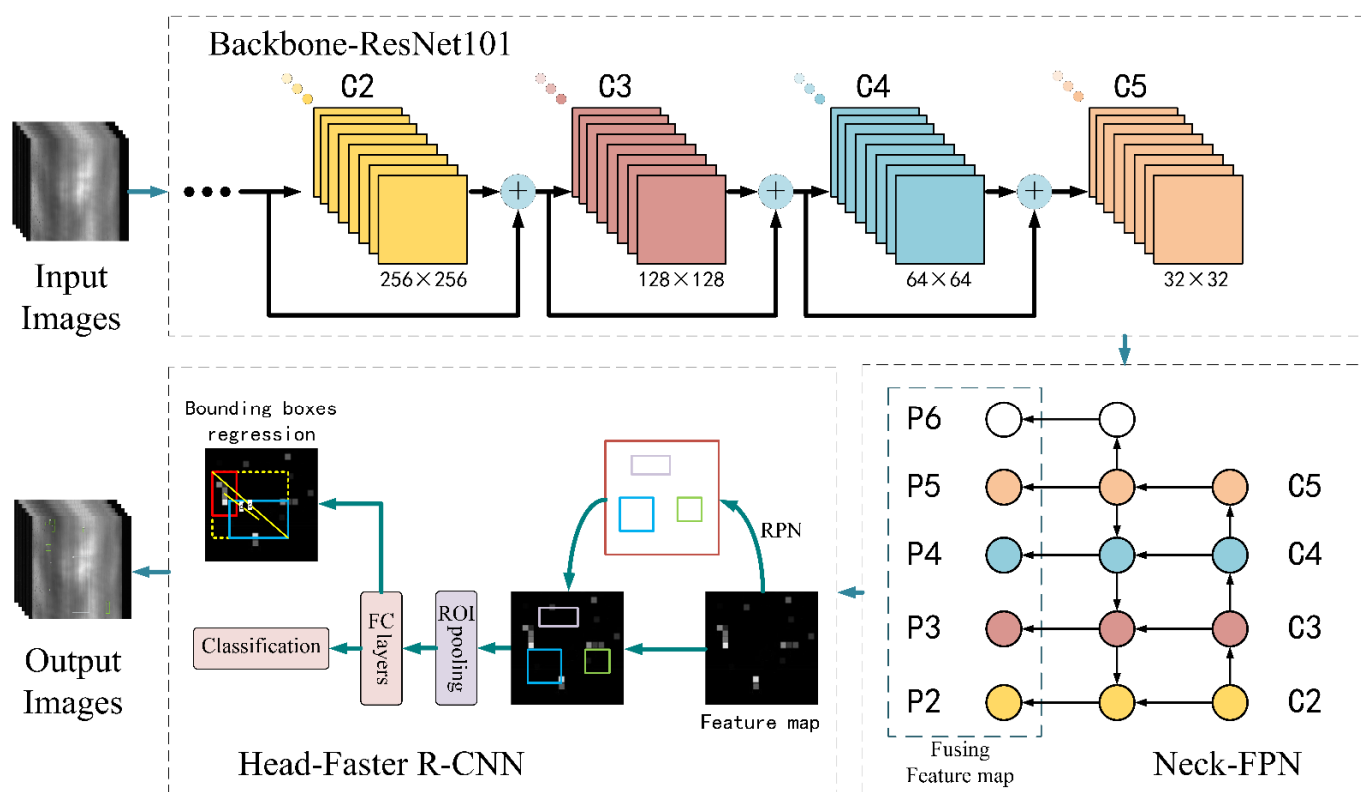 Backbone-ResNet101
C2
C3
C4
C5
256×256
128×128
64×64
32×32
Input
Images
Bounding boxes
regression
RPN
Classification
FC
layers
ROI
pooling
Feature map
Head-Faster R-CNN
Output
Images
P6
P5
C5
P4
C4
P3
C3
P2
C2
Fusing
Feature map
Neck-FPN